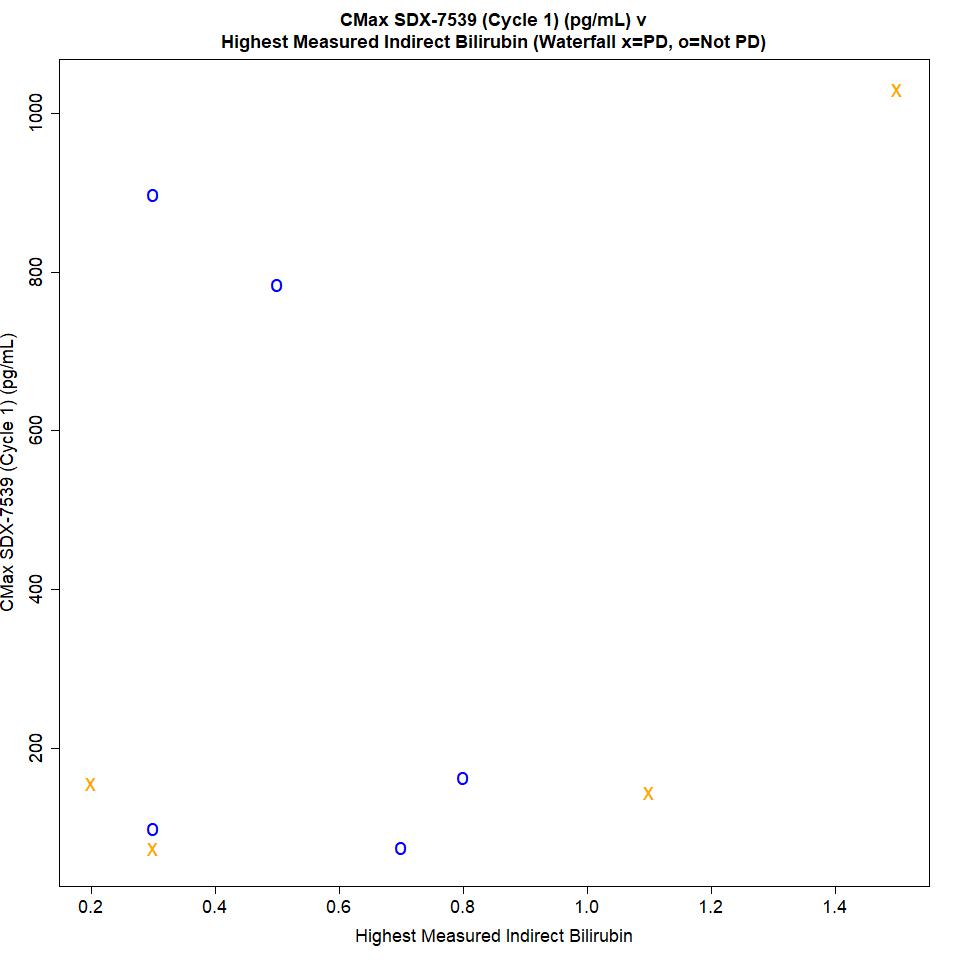 CMax SDX-7539 (Cycle 1) (pg/mL) v
Highest Measured Indirect Bilirubin (Waterfall x=PD, o=Not PD)
CMax SDX-7539 (Cycle 1) (pg/mL)
1000
800
600
400
200
x
o
o
x
o
x
o
x
o
0.2 0.4 0.6 0.8 1.0 1.2 1.4
Highest Measured Indirect Bilirubin